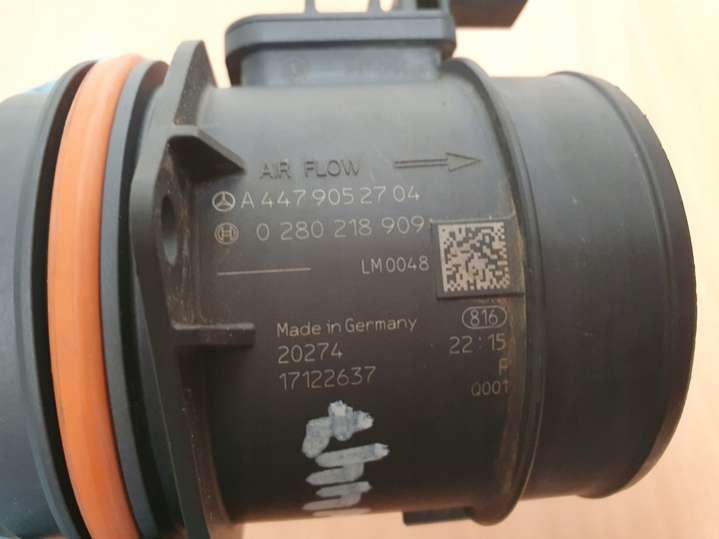 AIR FLOW
A 447 905 27 04
0 280 218 909
LM0048
Made in Germany
816
20274
22:15
17122637
F
Q001